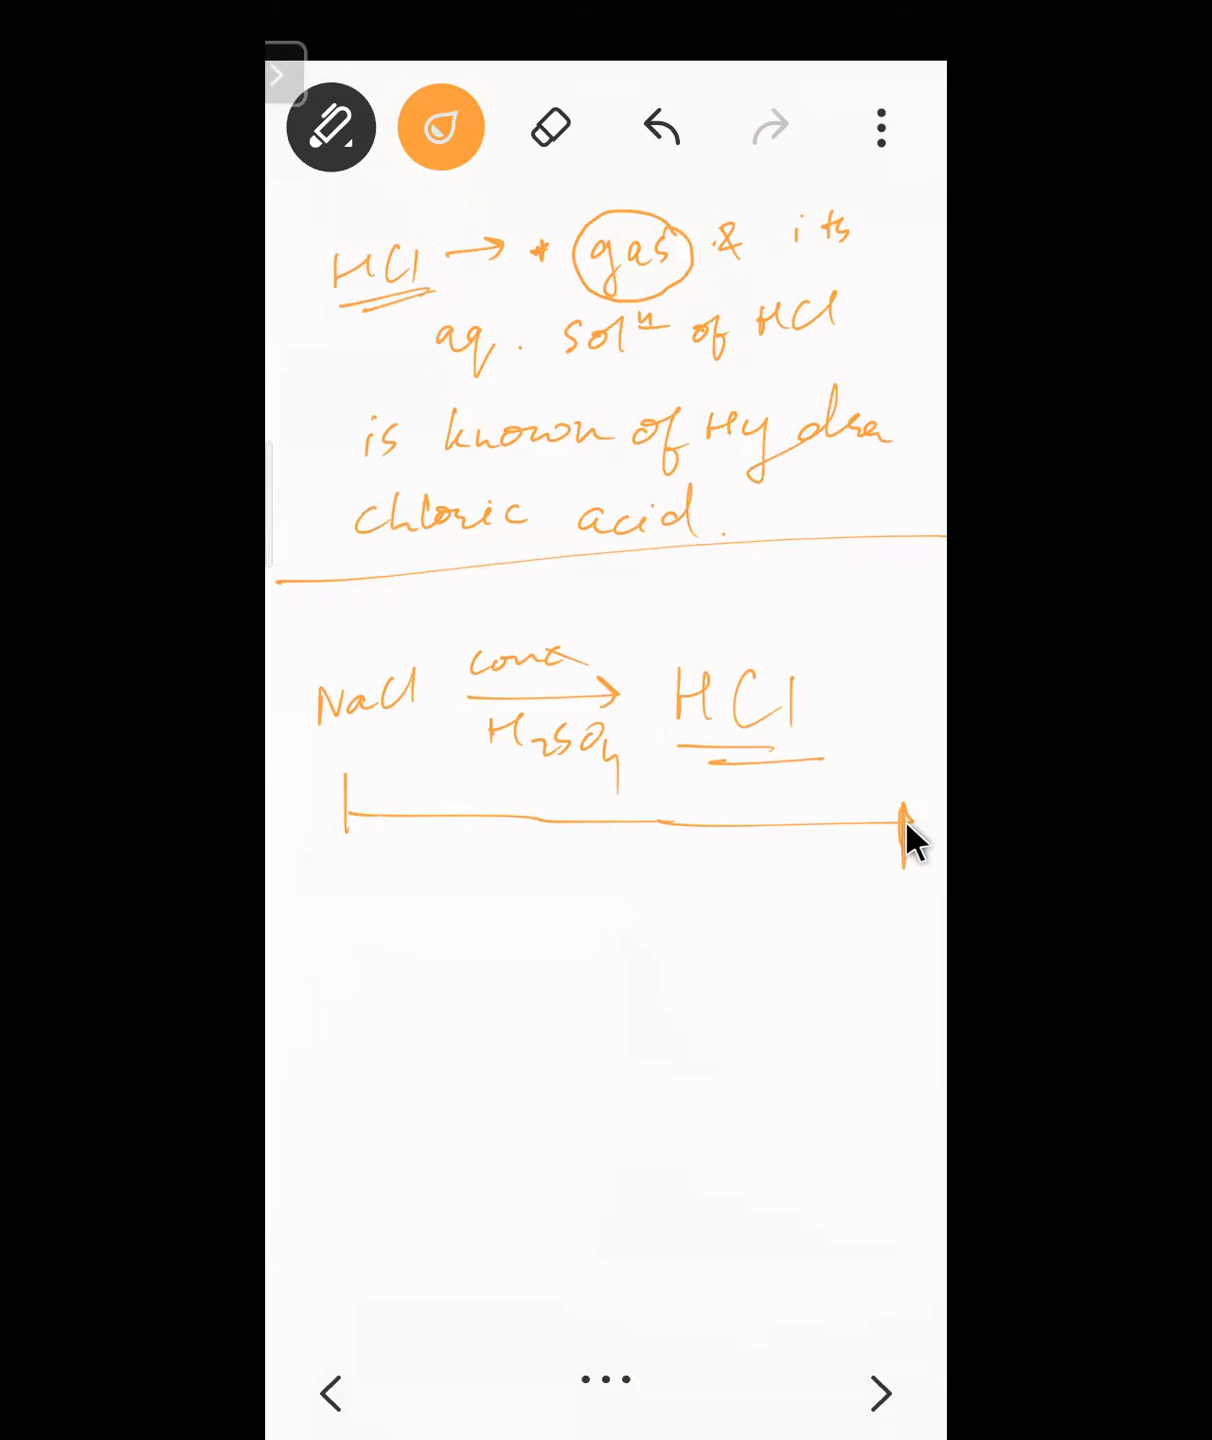 HCl → * gas & its
aq. solⁿ of HCl
is known of Hydro
chloric acid.
NaCl conc → HCl
H₂SO₄